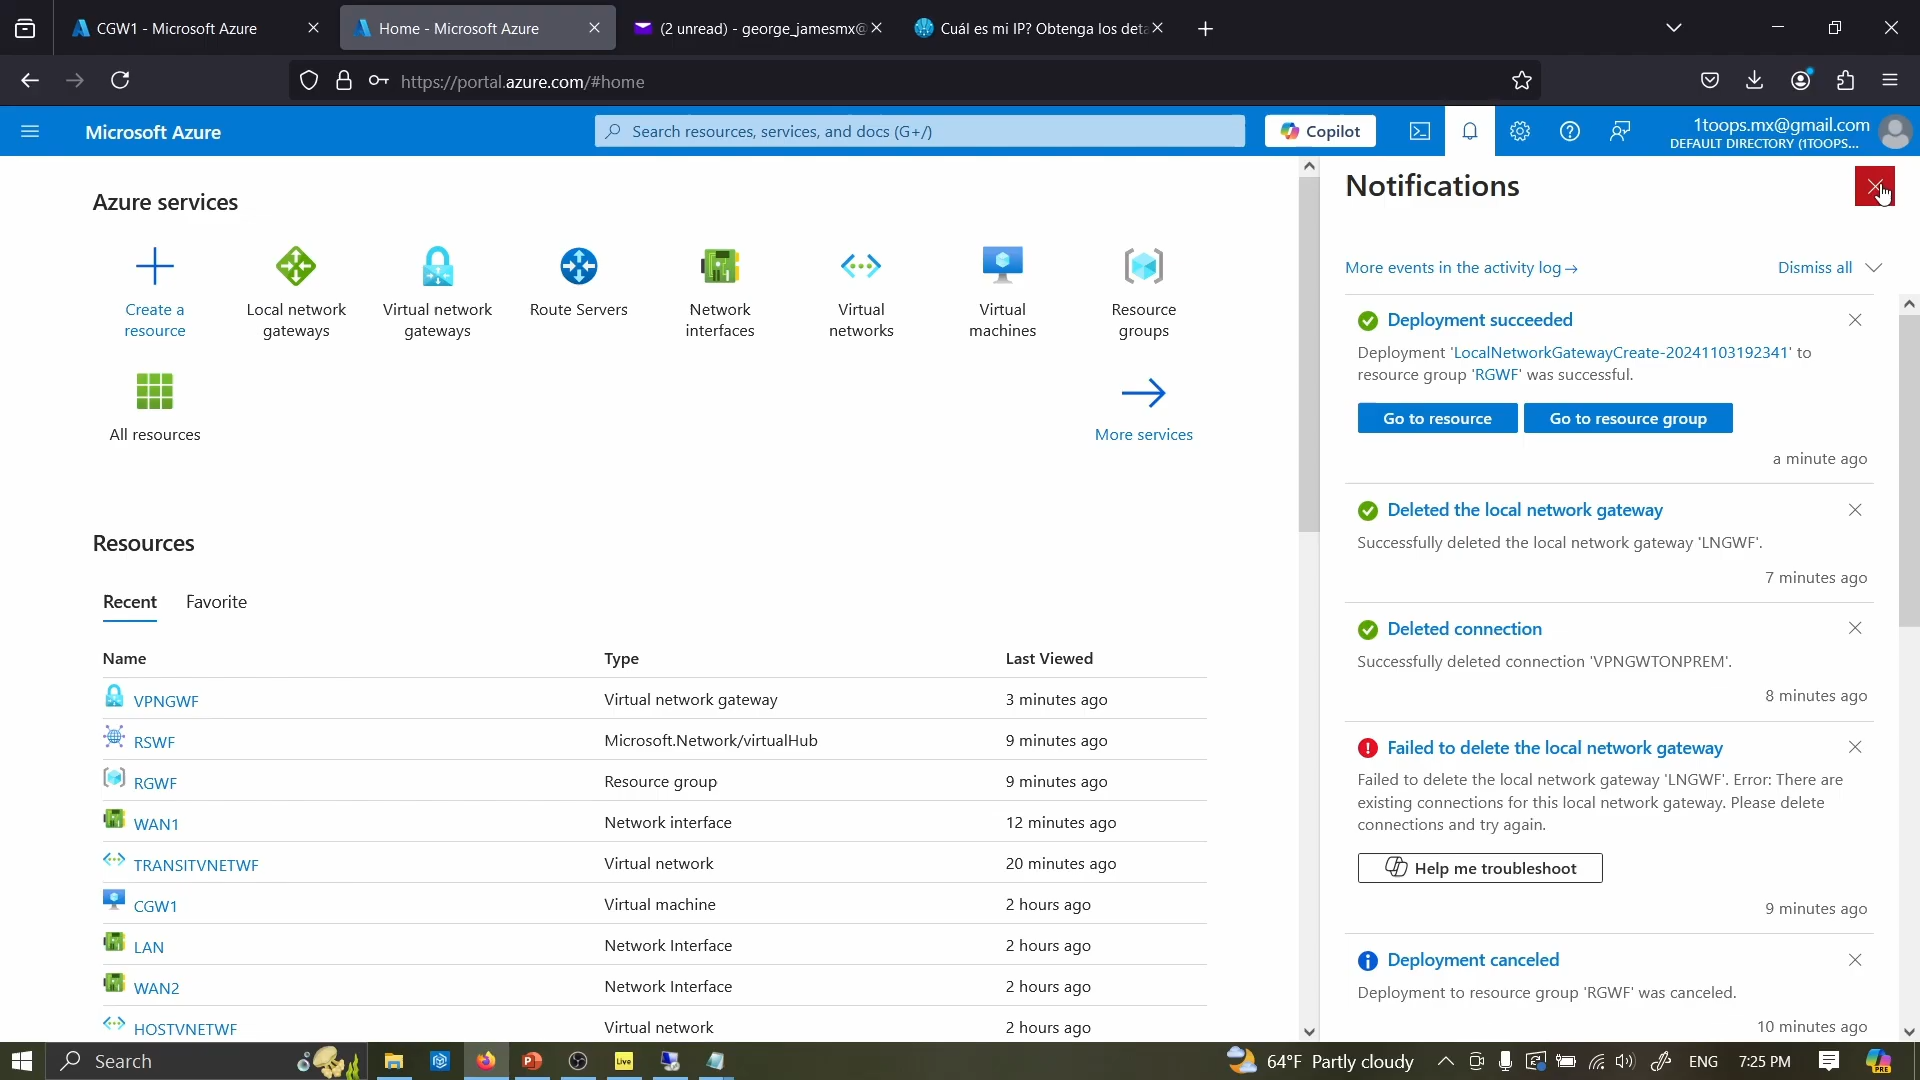 CGW1 - Microsoft Azure
Home - Microsoft Azure
(2 unread) - george_jamesmx@
Cuál es mi IP? Obtenga los deta
https://portal.azure.com/#home
Microsoft Azure
Search resources, services, and docs (G+/)
Copilot
1toops.mx@gmail.com
DEFAULT DIRECTORY (1TOOPS...
Azure services
Create a
resource
Local network
gateways
Virtual network
gateways
Route Servers
Network
interfaces
Virtual
networks
Virtual
machines
Resource
groups
All resources
More services
Resources
Recent
Favorite
Name Type Last Viewed
VPNGWF Virtual network gateway 3 minutes ago
RSWF Microsoft.Network/virtualHub 9 minutes ago
RGWF Resource group 9 minutes ago
WAN1 Network interface 12 minutes ago
TRANSITVNETWF Virtual network 20 minutes ago
CGW1 Virtual machine 2 hours ago
LAN Network Interface 2 hours ago
WAN2 Network Interface 2 hours ago
HOSTVNETWF Virtual network 2 hours ago
Notifications
More events in the activity log →
Dismiss all
Deployment succeeded
Deployment 'LocalNetworkGatewayCreate-20241103192341' to
resource group 'RGWF' was successful.
Go to resource
Go to resource group
a minute ago
Deleted the local network gateway
Successfully deleted the local network gateway 'LNGWF'.
7 minutes ago
Deleted connection
Successfully deleted connection 'VPNGWTONPREM'.
8 minutes ago
Failed to delete the local network gateway
Failed to delete the local network gateway 'LNGWF'. Error: There are
existing connections for this local network gateway. Please delete
connections and try again.
Help me troubleshoot
9 minutes ago
Deployment canceled
Deployment to resource group 'RGWF' was canceled.
10 minutes ago
Search
Live
64°F Partly cloudy
ENG
7:25 PM
PRE